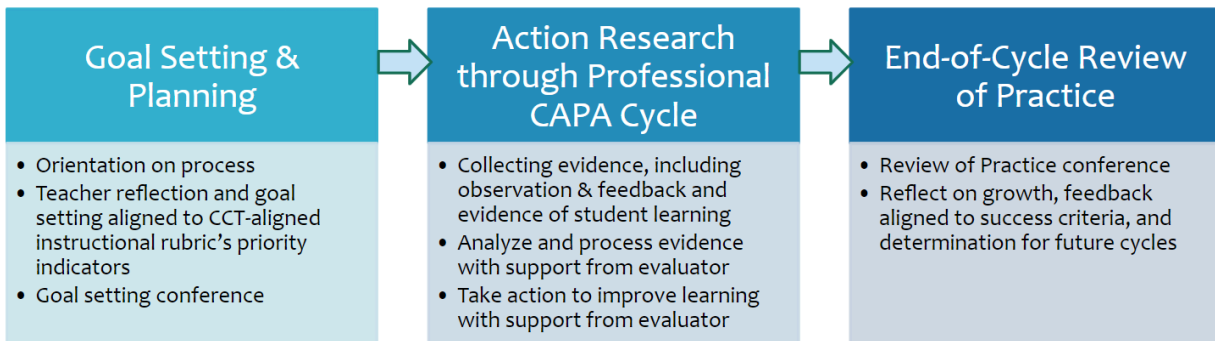 Goal Setting &
Planning
• Orientation on process
• Teacher reflection and goal
setting aligned to CCT-aligned
instructional rubric's priority
indicators
• Goal setting conference
Action Research
through Professional
CAPA Cycle
• Collecting evidence, including
observation & feedback and
evidence of student learning
• Analyze and process evidence
with support from evaluator
• Take action to improve learning
with support from evaluator
End-of-Cycle Review
of Practice
• Review of Practice conference
• Reflect on growth, feedback
aligned to success criteria, and
determination for future cycles